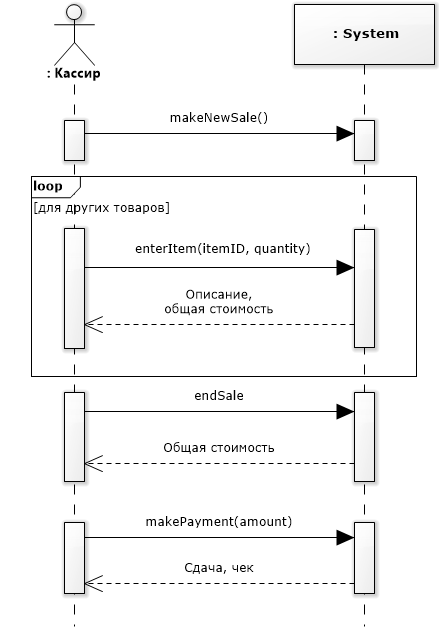 : Кассир
: System
makeNewSale()
loop
[для других товаров]
enterItem(itemID, quantity)
Описание,
общая стоимость
endSale
Общая стоимость
makePayment(amount)
Сдача, чек